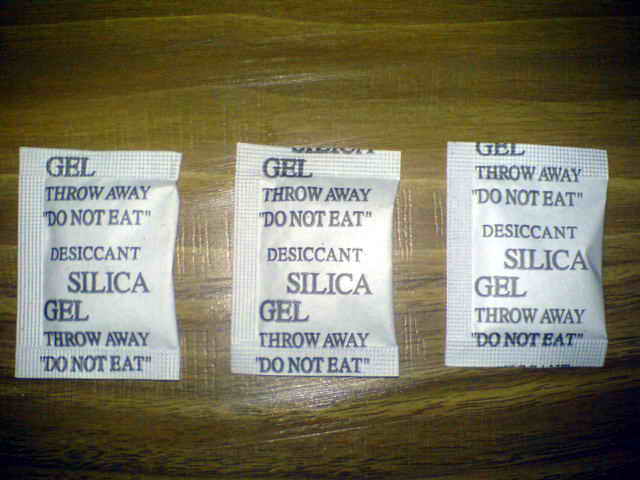 GEL
THROW AWAY
"DO NOT EAT"
DESICCANT
SILICA
GEL
THROW AWAY
"DO NOT EAT"
SILICA
GEL
THROW AWAY
"DO NOT EAT"
DESICCANT
SILICA
GEL
THROW AWAY
"DO NOT EAT"
GEL
THROW AWAY
"DO NOT EAT"
DESICCANT
SILICA
GEL
THROW AWAY
"DO NOT EAT"